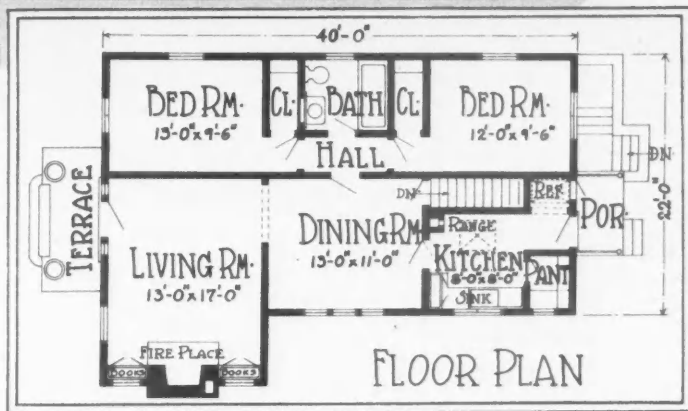 40'-0"
BED RM.
13'-0" x 9'-6"
CL.
BATH
CL.
BED RM.
12'-0" x 9'-6"
HALL
DN
DN
REF.
22'-0"
TERRACE
LIVING RM.
13'-0" x 17'-0"
DINING RM.
13'-0" x 11'-0"
RANGE
KITCHEN
8'-0" x 8'-0"
SINK
PANT.
POR.
FIRE PLACE
BOOKS
BOOKS
FLOOR PLAN